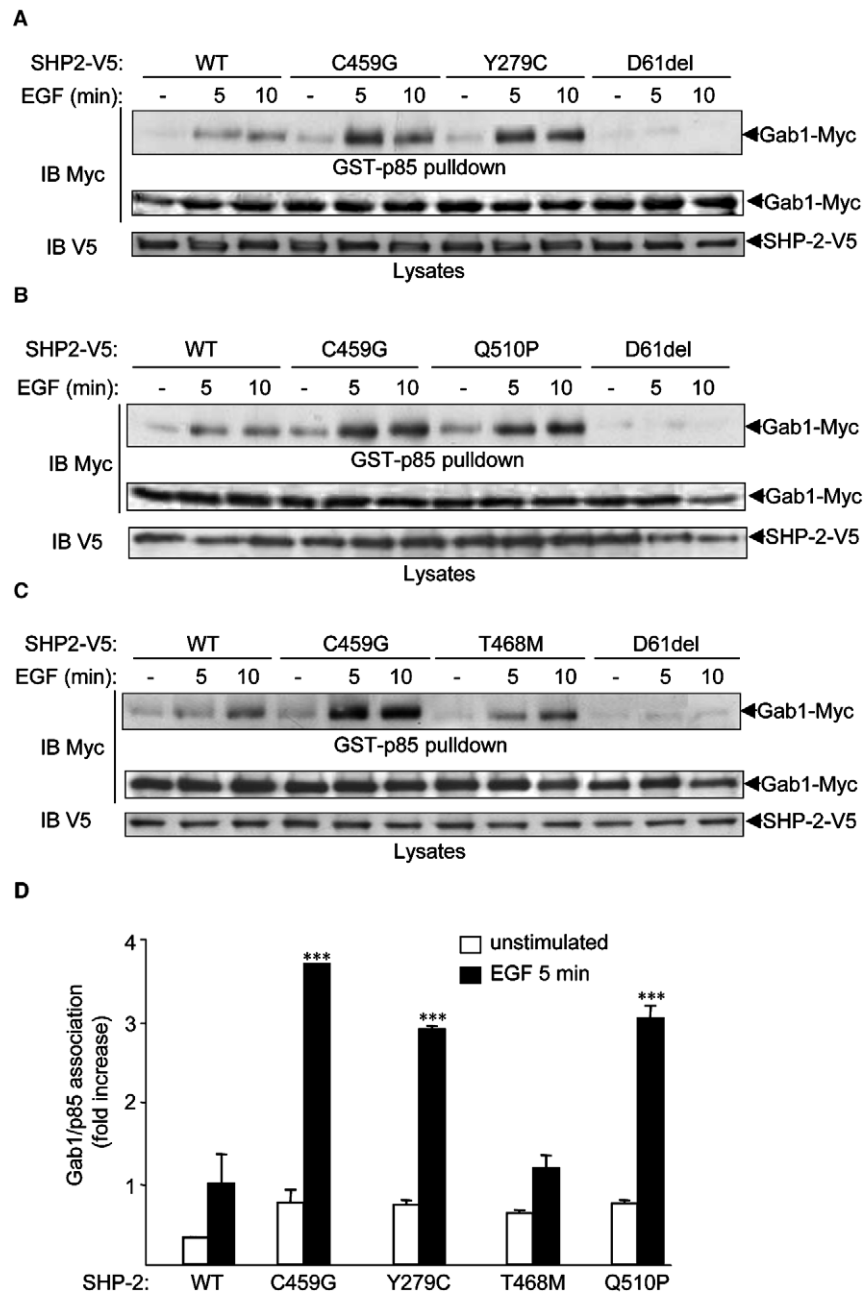 A
SHP2-V5: WT C459G Y279C D61del
EGF (min): - 5 10 - 5 10 - 5 10 - 5 10
Gab1-Myc
GST-p85 pulldown
IB Myc
Gab1-Myc
IB V5 SHP-2-V5
Lysates
B
SHP2-V5: WT C459G Q510P D61del
EGF (min): - 5 10 - 5 10 - 5 10 - 5 10
Gab1-Myc
GST-p85 pulldown
IB Myc
Gab1-Myc
IB V5 SHP-2-V5
Lysates
C
SHP2-V5: WT C459G T468M D61del
EGF (min): - 5 10 - 5 10 - 5 10 - 5 10
Gab1-Myc
GST-p85 pulldown
IB Myc
Gab1-Myc
IB V5 SHP-2-V5
Lysates
D
Gab1/p85 association
(fold increase)
4
3
2
1
unstimulated
EGF 5 min
*** *** ***
SHP-2: WT C459G Y279C T468M Q510P